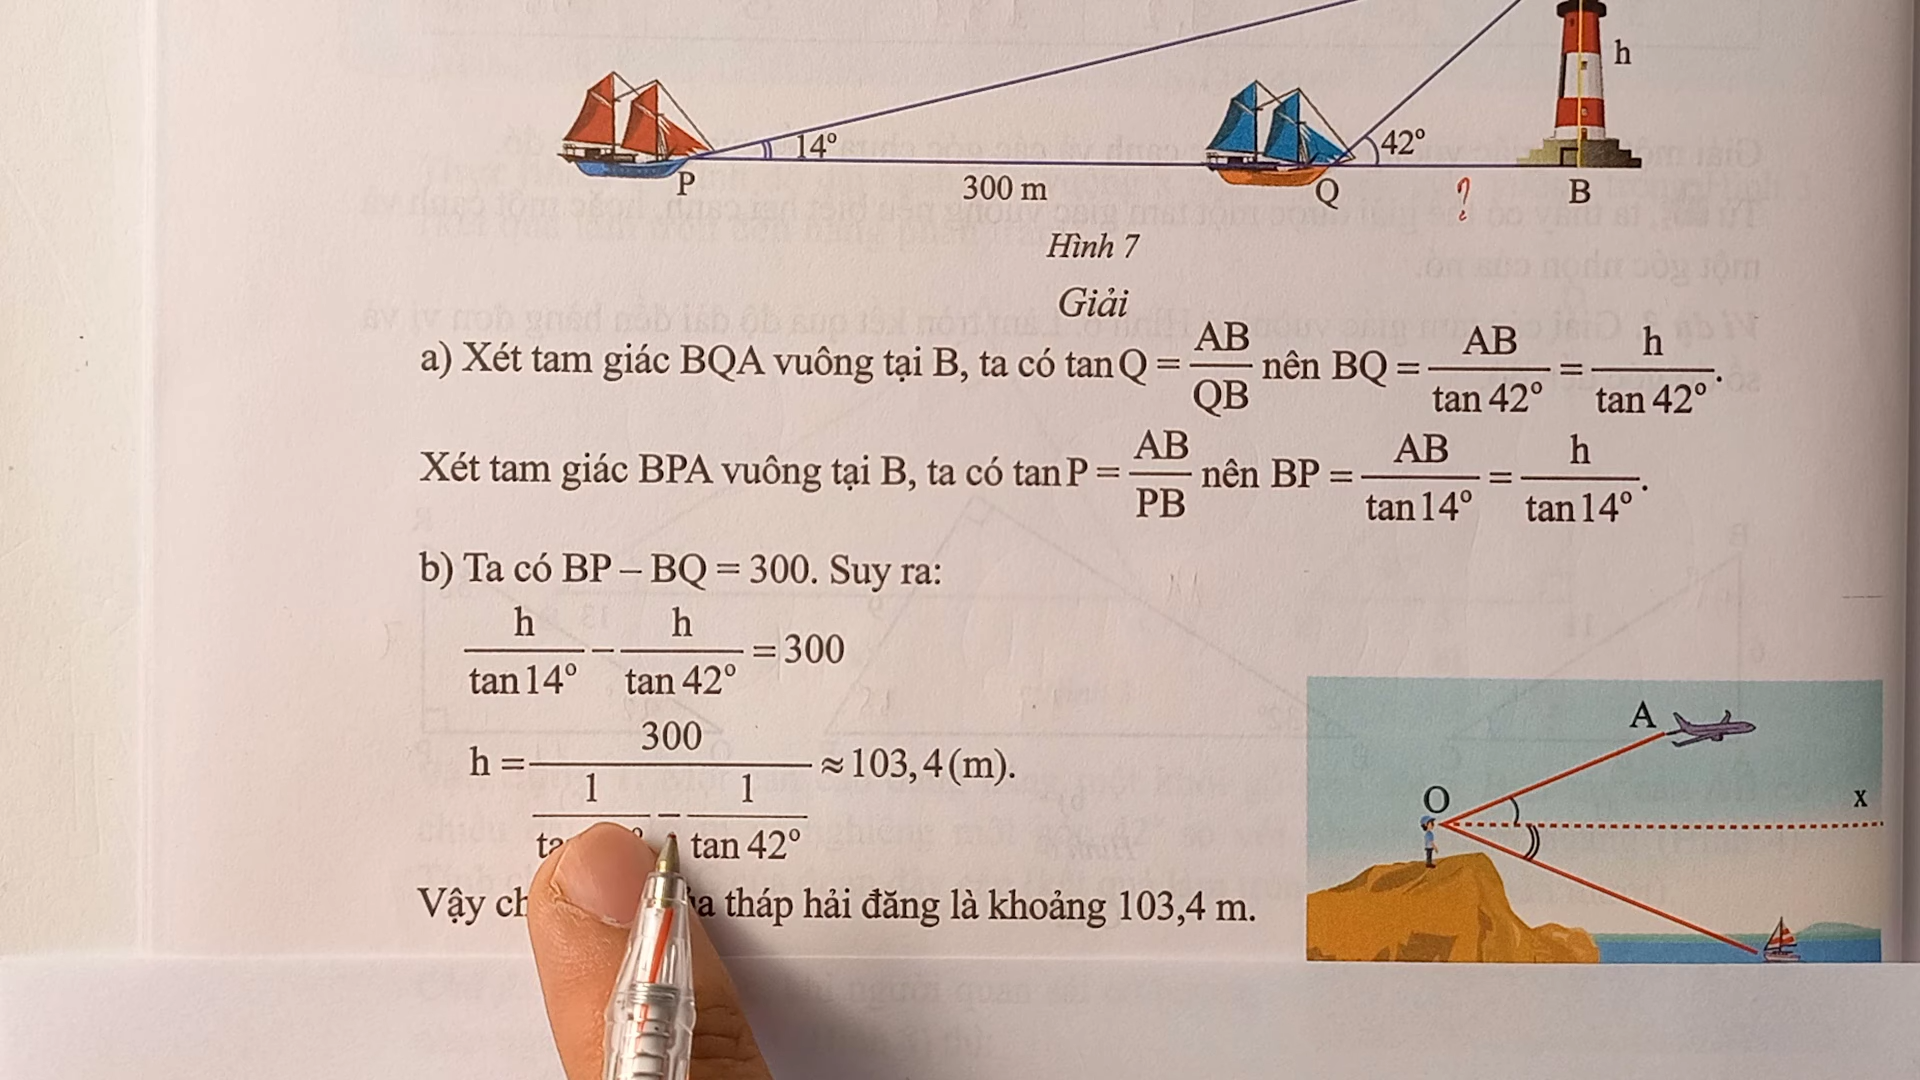 h
14°
42°
P
300 m
Q
?
B
Hình 7
Giải
a) Xét tam giác BQA vuông tại B, ta có tan Q = AB/QB nên BQ = AB/tan 42° = h/tan 42°.
Xét tam giác BPA vuông tại B, ta có tan P = AB/PB nên BP = AB/tan 14° = h/tan 14°.
b) Ta có BP – BQ = 300. Suy ra:
h/tan 14° – h/tan 42° = 300
h = 300 / (1/ – 1/tan 42°) ≈ 103,4 (m).
Vậy tháp hải đăng là khoảng 103,4 m.
A
O
x